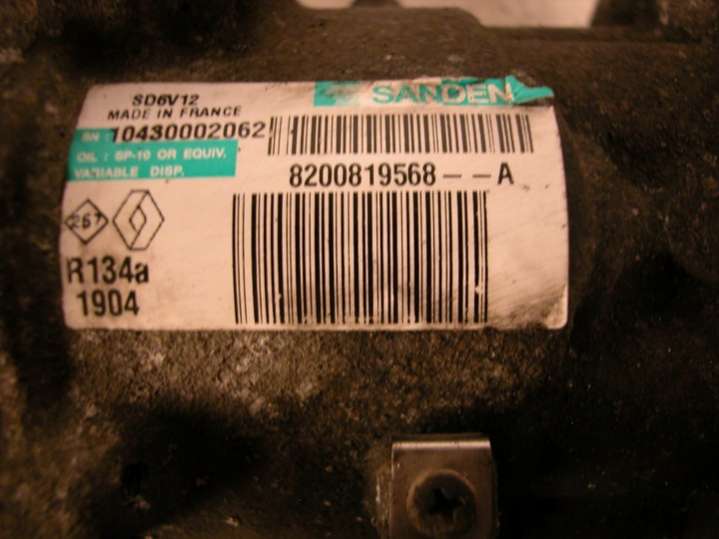 SD6V12
SANDEN
MADE IN FRANCE
SN : 10430002062
OIL : SP-10 OR EQUIV.
VARIABLE DISP.
8200819568 - - A
267
R134a
1904